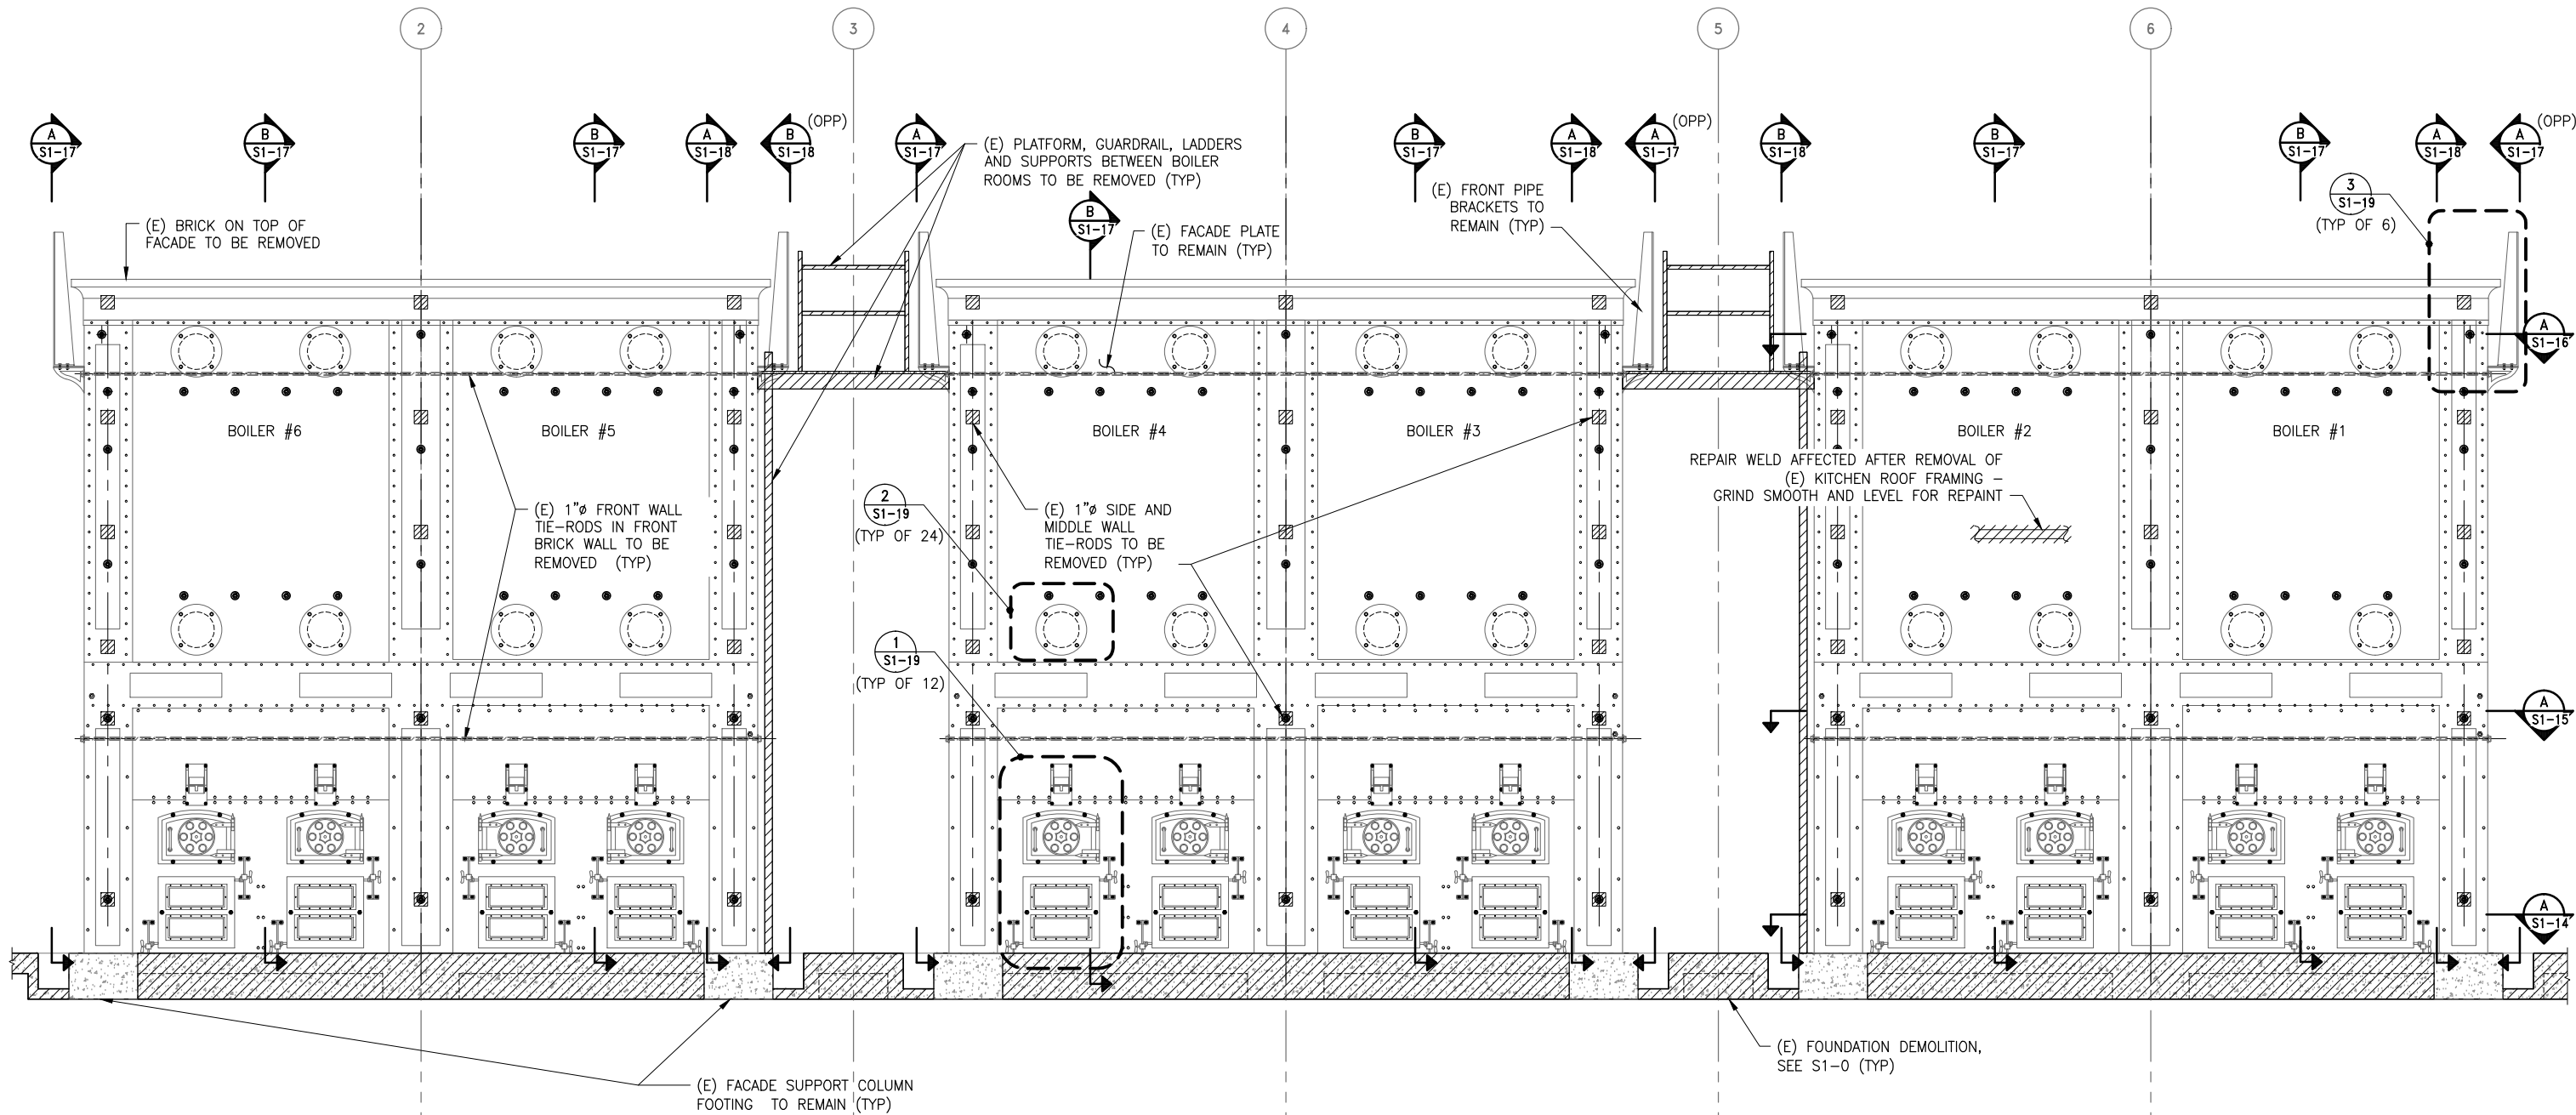 2
3
4
5
6
A
S1-17
B
S1-17
B
S1-17
A
S1-18
B
S1-18
(OPP)
A
S1-17
(E) PLATFORM, GUARDRAIL, LADDERS
AND SUPPORTS BETWEEN BOILER
ROOMS TO BE REMOVED (TYP)
B
S1-17
A
S1-18
A
S1-17
(OPP)
B
S1-18
B
S1-17
B
S1-17
A
S1-18
A
S1-17
(OPP)
(E) BRICK ON TOP OF
FACADE TO BE REMOVED
B
S1-17
(E) FACADE PLATE
TO REMAIN (TYP)
(E) FRONT PIPE
BRACKETS TO
REMAIN (TYP)
3
S1-19
(TYP OF 6)
A
S1-16
BOILER #6
BOILER #5
BOILER #4
BOILER #3
BOILER #2
BOILER #1
REPAIR WELD AFFECTED AFTER REMOVAL OF
(E) KITCHEN ROOF FRAMING –
GRIND SMOOTH AND LEVEL FOR REPAINT
(E) 1"ø FRONT WALL
TIE-RODS IN FRONT
BRICK WALL TO BE
REMOVED (TYP)
2
S1-19
(TYP OF 24)
(E) 1"ø SIDE AND
MIDDLE WALL
TIE-RODS TO BE
REMOVED (TYP)
1
S1-19
(TYP OF 12)
A
S1-15
A
S1-14
(E) FOUNDATION DEMOLITION,
SEE S1-0 (TYP)
(E) FACADE SUPPORT COLUMN
FOOTING TO REMAIN (TYP)